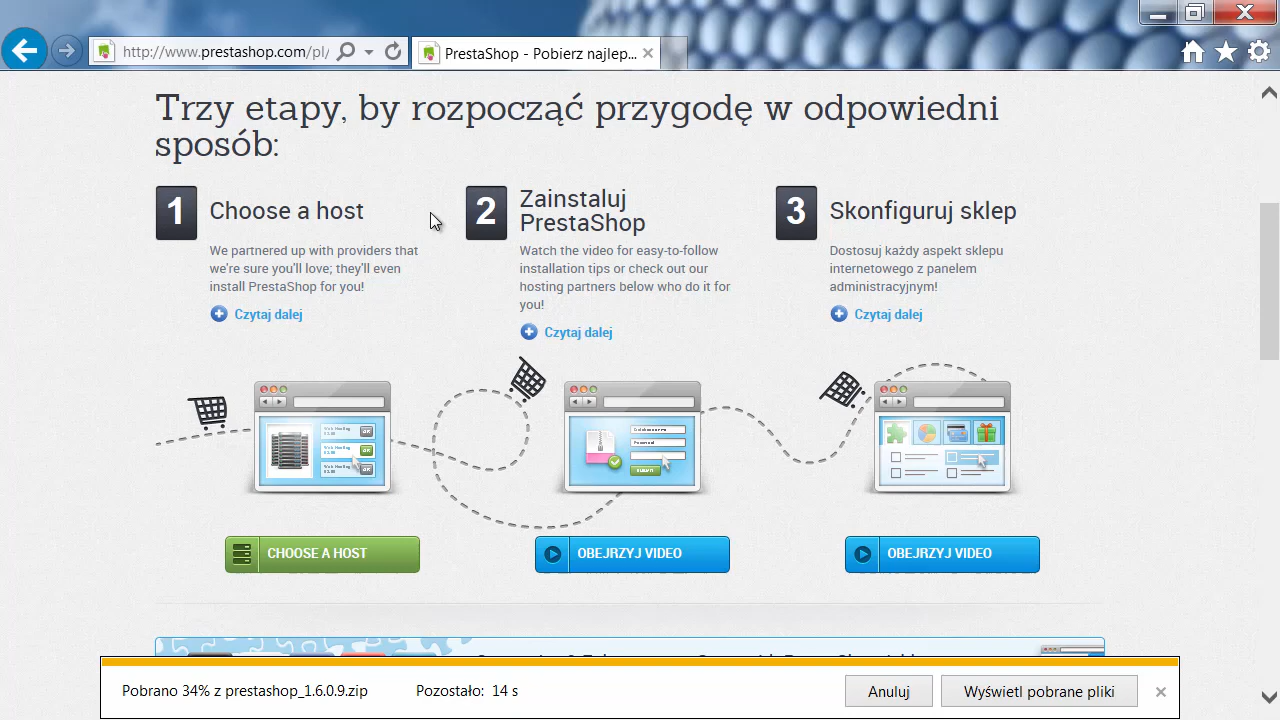 http://www.prestashop.com/pl/
PrestaShop - Pobierz najlep...
Trzy etapy, by rozpocząć przygodę w odpowiedni
sposób:
1
Choose a host
We partnered up with providers that
we're sure you'll love; they'll even
install PrestaShop for you!
Czytaj dalej
2
Zainstaluj
PrestaShop
Watch the video for easy-to-follow
installation tips or check out our
hosting partners below who do it for
you!
Czytaj dalej
3
Skonfiguruj sklep
Dostosuj każdy aspekt sklepu
internetowego z panelem
administracyjnym!
Czytaj dalej
CHOOSE A HOST
OBEJRZYJ VIDEO
OBEJRZYJ VIDEO
Pobrano 34% z prestashop_1.6.0.9.zip
Pozostało: 14 s
Anuluj
Wyświetl pobrane pliki